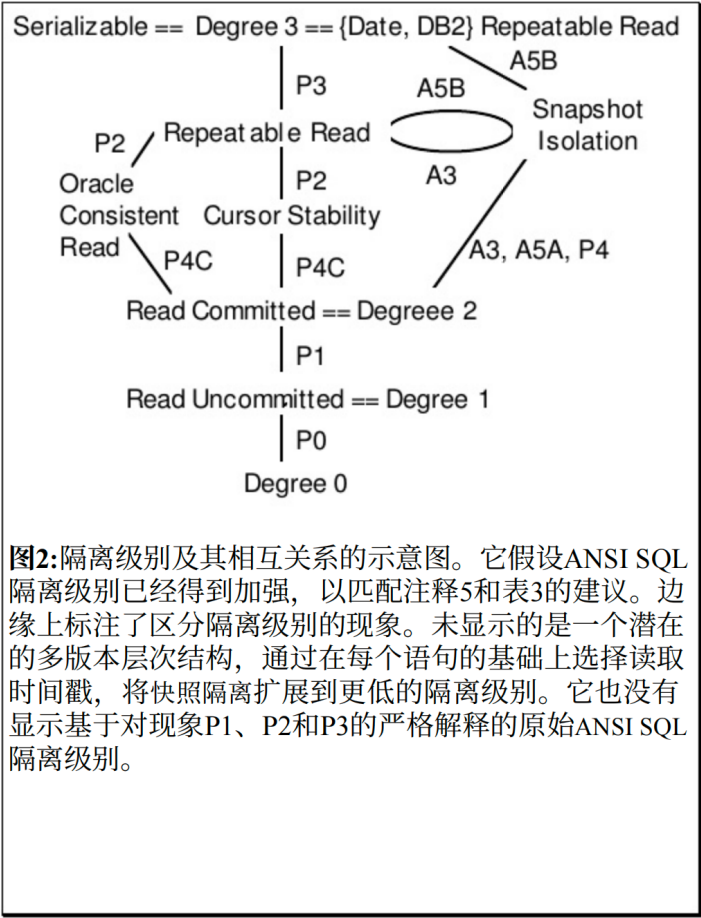 Serializable == Degree 3 == {Date, DB2} Repeatable Read
P3
A5B
A5B
Snapshot
Isolation
P2
Repeatable Read
A3
Oracle
Consistent
Read
P2
Cursor Stability
P4C
P4C
A3, A5A, P4
Read Committed == Degreee 2
P1
Read Uncommitted == Degree 1
P0
Degree 0
图2:隔离级别及其相互关系的示意图。它假设ANSI SQL
隔离级别已经得到加强，以匹配注释5和表3的建议。边
缘上标注了区分隔离级别的现象。未显示的是一个潜在
的多版本层次结构，通过在每个语句的基础上选择读取
时间戳，将快照隔离扩展到更低的隔离级别。它也没有
显示基于对现象P1、P2和P3的严格解释的原始ANSI SQL
隔离级别。